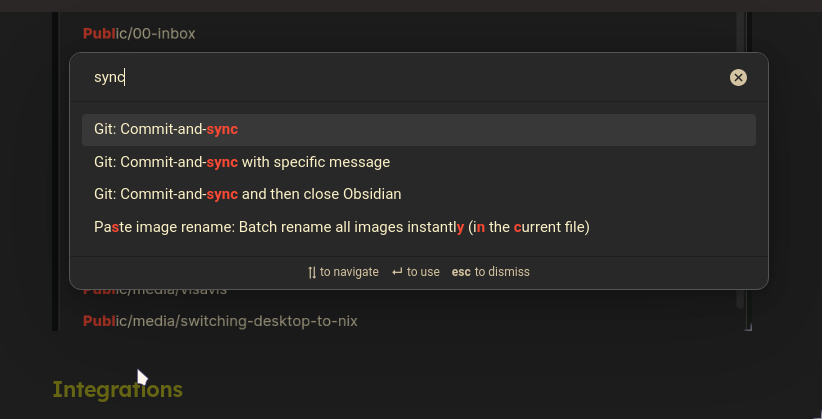 Public/00-inbox
sync
Git: Commit-and-sync
Git: Commit-and-sync with specific message
Git: Commit-and-sync and then close Obsidian
Paste image rename: Batch rename all images instantly (in the current file)
↑↓ to navigate ↵ to use esc to dismiss
Public/media/visavis
Public/media/switching-desktop-to-nix
Integrations